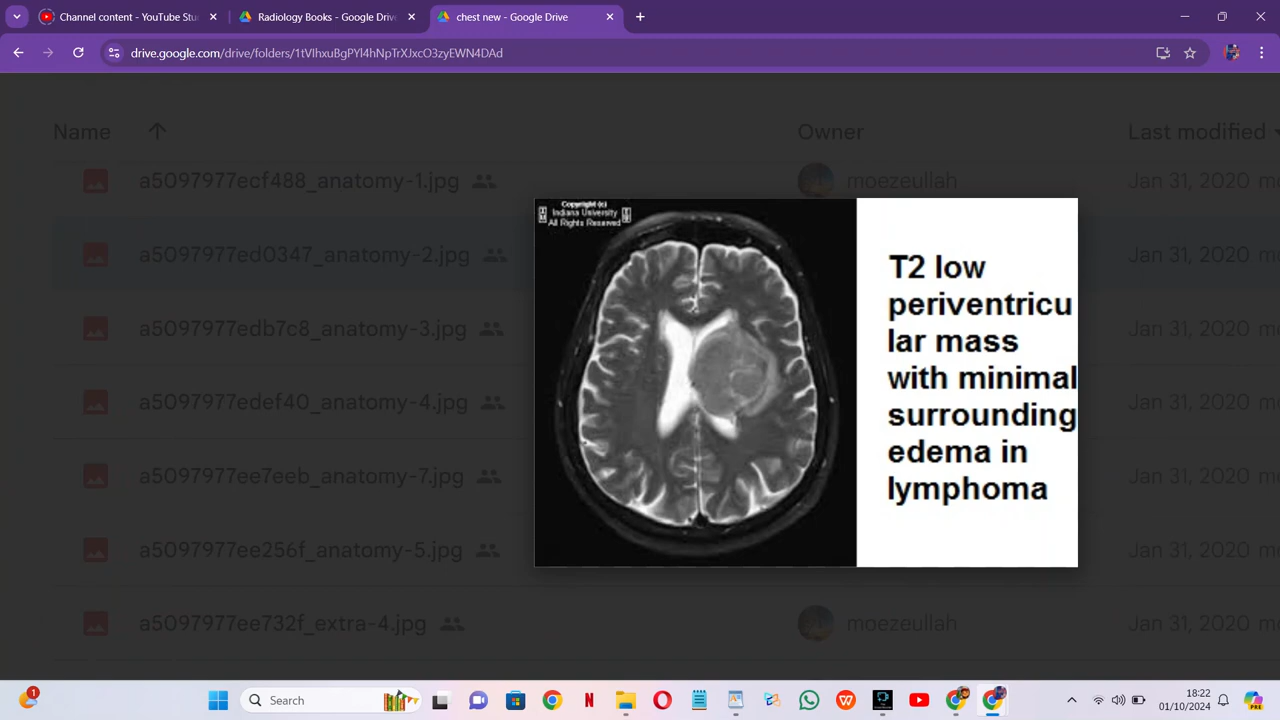 Channel content - YouTube Stu
Radiology Books - Google Drive
chest new - Google Drive
drive.google.com/drive/folders/1tVIhxuBgPYl4hNpTrXJxcO3zyEWN4DAd
Name
Owner
Last modified
a5097977ecf488_anatomy-1.jpg
moezeullah
Jan 31, 2020 m
a5097977ed0347_anatomy-2.jpg
Jan 31, 2020 m
a5097977edb7c8_anatomy-3.jpg
Jan 31, 2020 m
a5097977edef40_anatomy-4.jpg
Jan 31, 2020 m
a5097977ee7eeb_anatomy-7.jpg
Jan 31, 2020 m
a5097977ee256f_anatomy-5.jpg
Jan 31, 2020 m
a5097977ee732f_extra-4.jpg
moezeullah
Jan 31, 2020 m
Copyright (c)
Indiana University
All Rights Reserved
T2 low
periventricu
lar mass
with minimal
surrounding
edema in
lymphoma
1
Search
18:22
01/10/2024
PRE